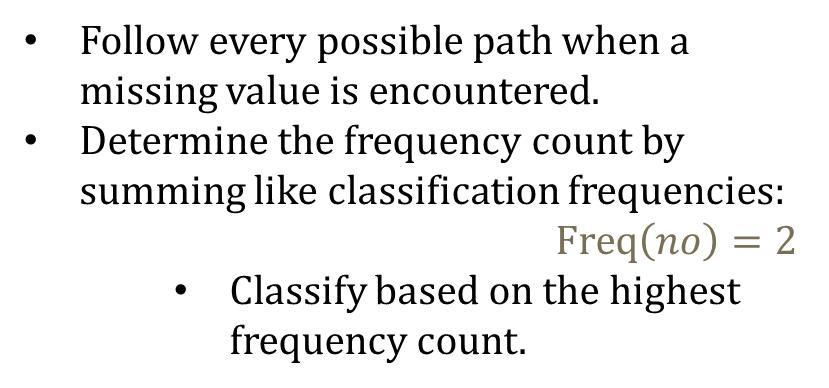 • Follow every possible path when a
missing value is encountered.
• Determine the frequency count by
summing like classification frequencies:
Freq(no) = 2
• Classify based on the highest
frequency count.